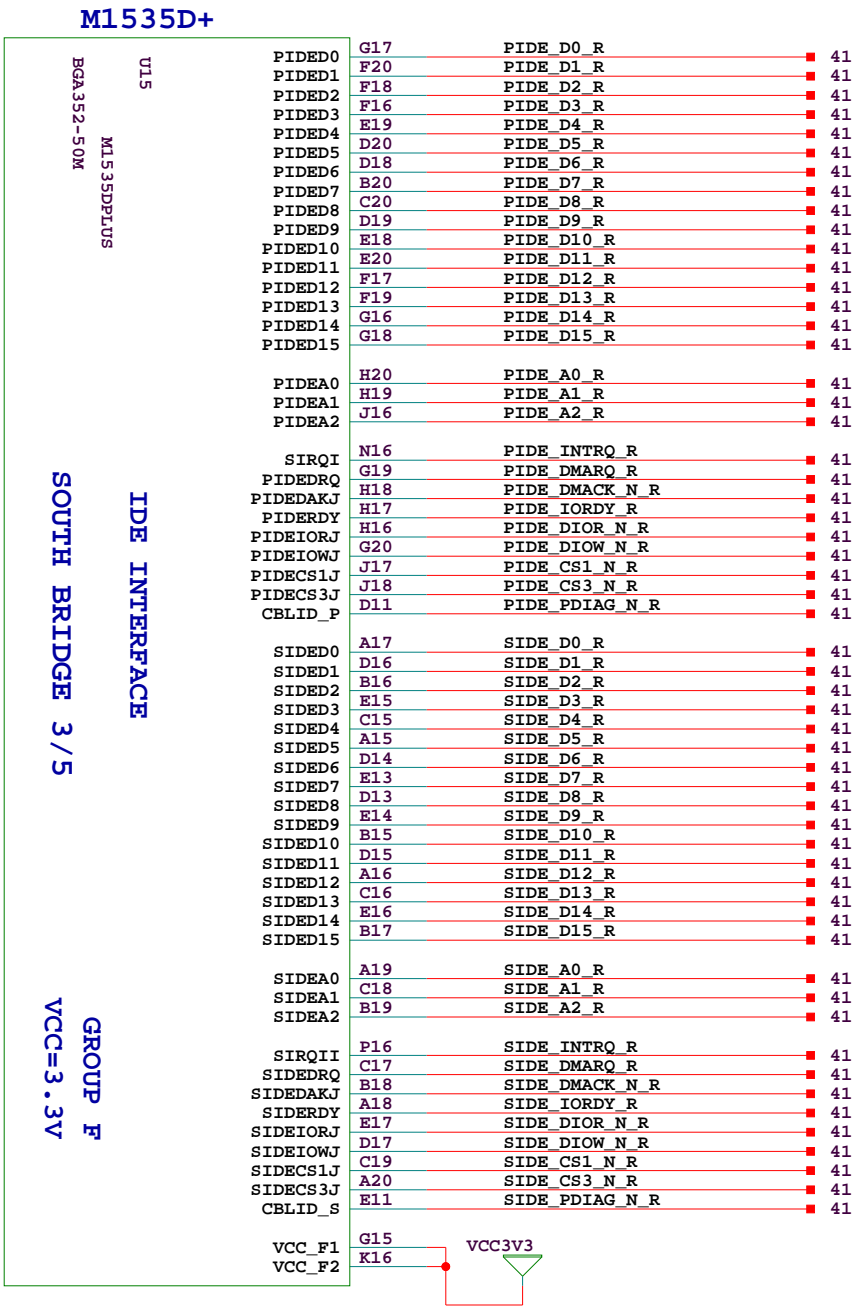 M1535D+
U15
M1535DPLUS
BGA352-50M
IDE INTERFACE
SOUTH BRIDGE 3/5
GROUP F
VCC=3.3V
PIDED0 G17 PIDE_D0_R 41
PIDED1 F20 PIDE_D1_R 41
PIDED2 F18 PIDE_D2_R 41
PIDED3 F16 PIDE_D3_R 41
PIDED4 E19 PIDE_D4_R 41
PIDED5 D20 PIDE_D5_R 41
PIDED6 D18 PIDE_D6_R 41
PIDED7 B20 PIDE_D7_R 41
PIDED8 C20 PIDE_D8_R 41
PIDED9 D19 PIDE_D9_R 41
PIDED10 E18 PIDE_D10_R 41
PIDED11 E20 PIDE_D11_R 41
PIDED12 F17 PIDE_D12_R 41
PIDED13 F19 PIDE_D13_R 41
PIDED14 G16 PIDE_D14_R 41
PIDED15 G18 PIDE_D15_R 41
PIDEA0 H20 PIDE_A0_R 41
PIDEA1 H19 PIDE_A1_R 41
PIDEA2 J16 PIDE_A2_R 41
SIRQI N16 PIDE_INTRQ_R 41
PIDEDRQ G19 PIDE_DMARQ_R 41
PIDEDAKJ H18 PIDE_DMACK_N_R 41
PIDERDY H17 PIDE_IORDY_R 41
PIDEIORJ H16 PIDE_DIOR_N_R 41
PIDEIOWJ G20 PIDE_DIOW_N_R 41
PIDECS1J J17 PIDE_CS1_N_R 41
PIDECS3J J18 PIDE_CS3_N_R 41
CBLID_P D11 PIDE_PDIAG_N_R 41
SIDED0 A17 SIDE_D0_R 41
SIDED1 D16 SIDE_D1_R 41
SIDED2 B16 SIDE_D2_R 41
SIDED3 E15 SIDE_D3_R 41
SIDED4 C15 SIDE_D4_R 41
SIDED5 A15 SIDE_D5_R 41
SIDED6 D14 SIDE_D6_R 41
SIDED7 E13 SIDE_D7_R 41
SIDED8 D13 SIDE_D8_R 41
SIDED9 E14 SIDE_D9_R 41
SIDED10 B15 SIDE_D10_R 41
SIDED11 D15 SIDE_D11_R 41
SIDED12 A16 SIDE_D12_R 41
SIDED13 C16 SIDE_D13_R 41
SIDED14 E16 SIDE_D14_R 41
SIDED15 B17 SIDE_D15_R 41
SIDEA0 A19 SIDE_A0_R 41
SIDEA1 C18 SIDE_A1_R 41
SIDEA2 B19 SIDE_A2_R 41
SIRQII P16 SIDE_INTRQ_R 41
SIDEDRQ C17 SIDE_DMARQ_R 41
SIDEDAKJ B18 SIDE_DMACK_N_R 41
SIDERDY A18 SIDE_IORDY_R 41
SIDEIORJ E17 SIDE_DIOR_N_R 41
SIDEIOWJ D17 SIDE_DIOW_N_R 41
SIDECS1J C19 SIDE_CS1_N_R 41
SIDECS3J A20 SIDE_CS3_N_R 41
CBLID_S E11 SIDE_PDIAG_N_R 41
VCC_F1 G15 VCC3V3
VCC_F2 K16